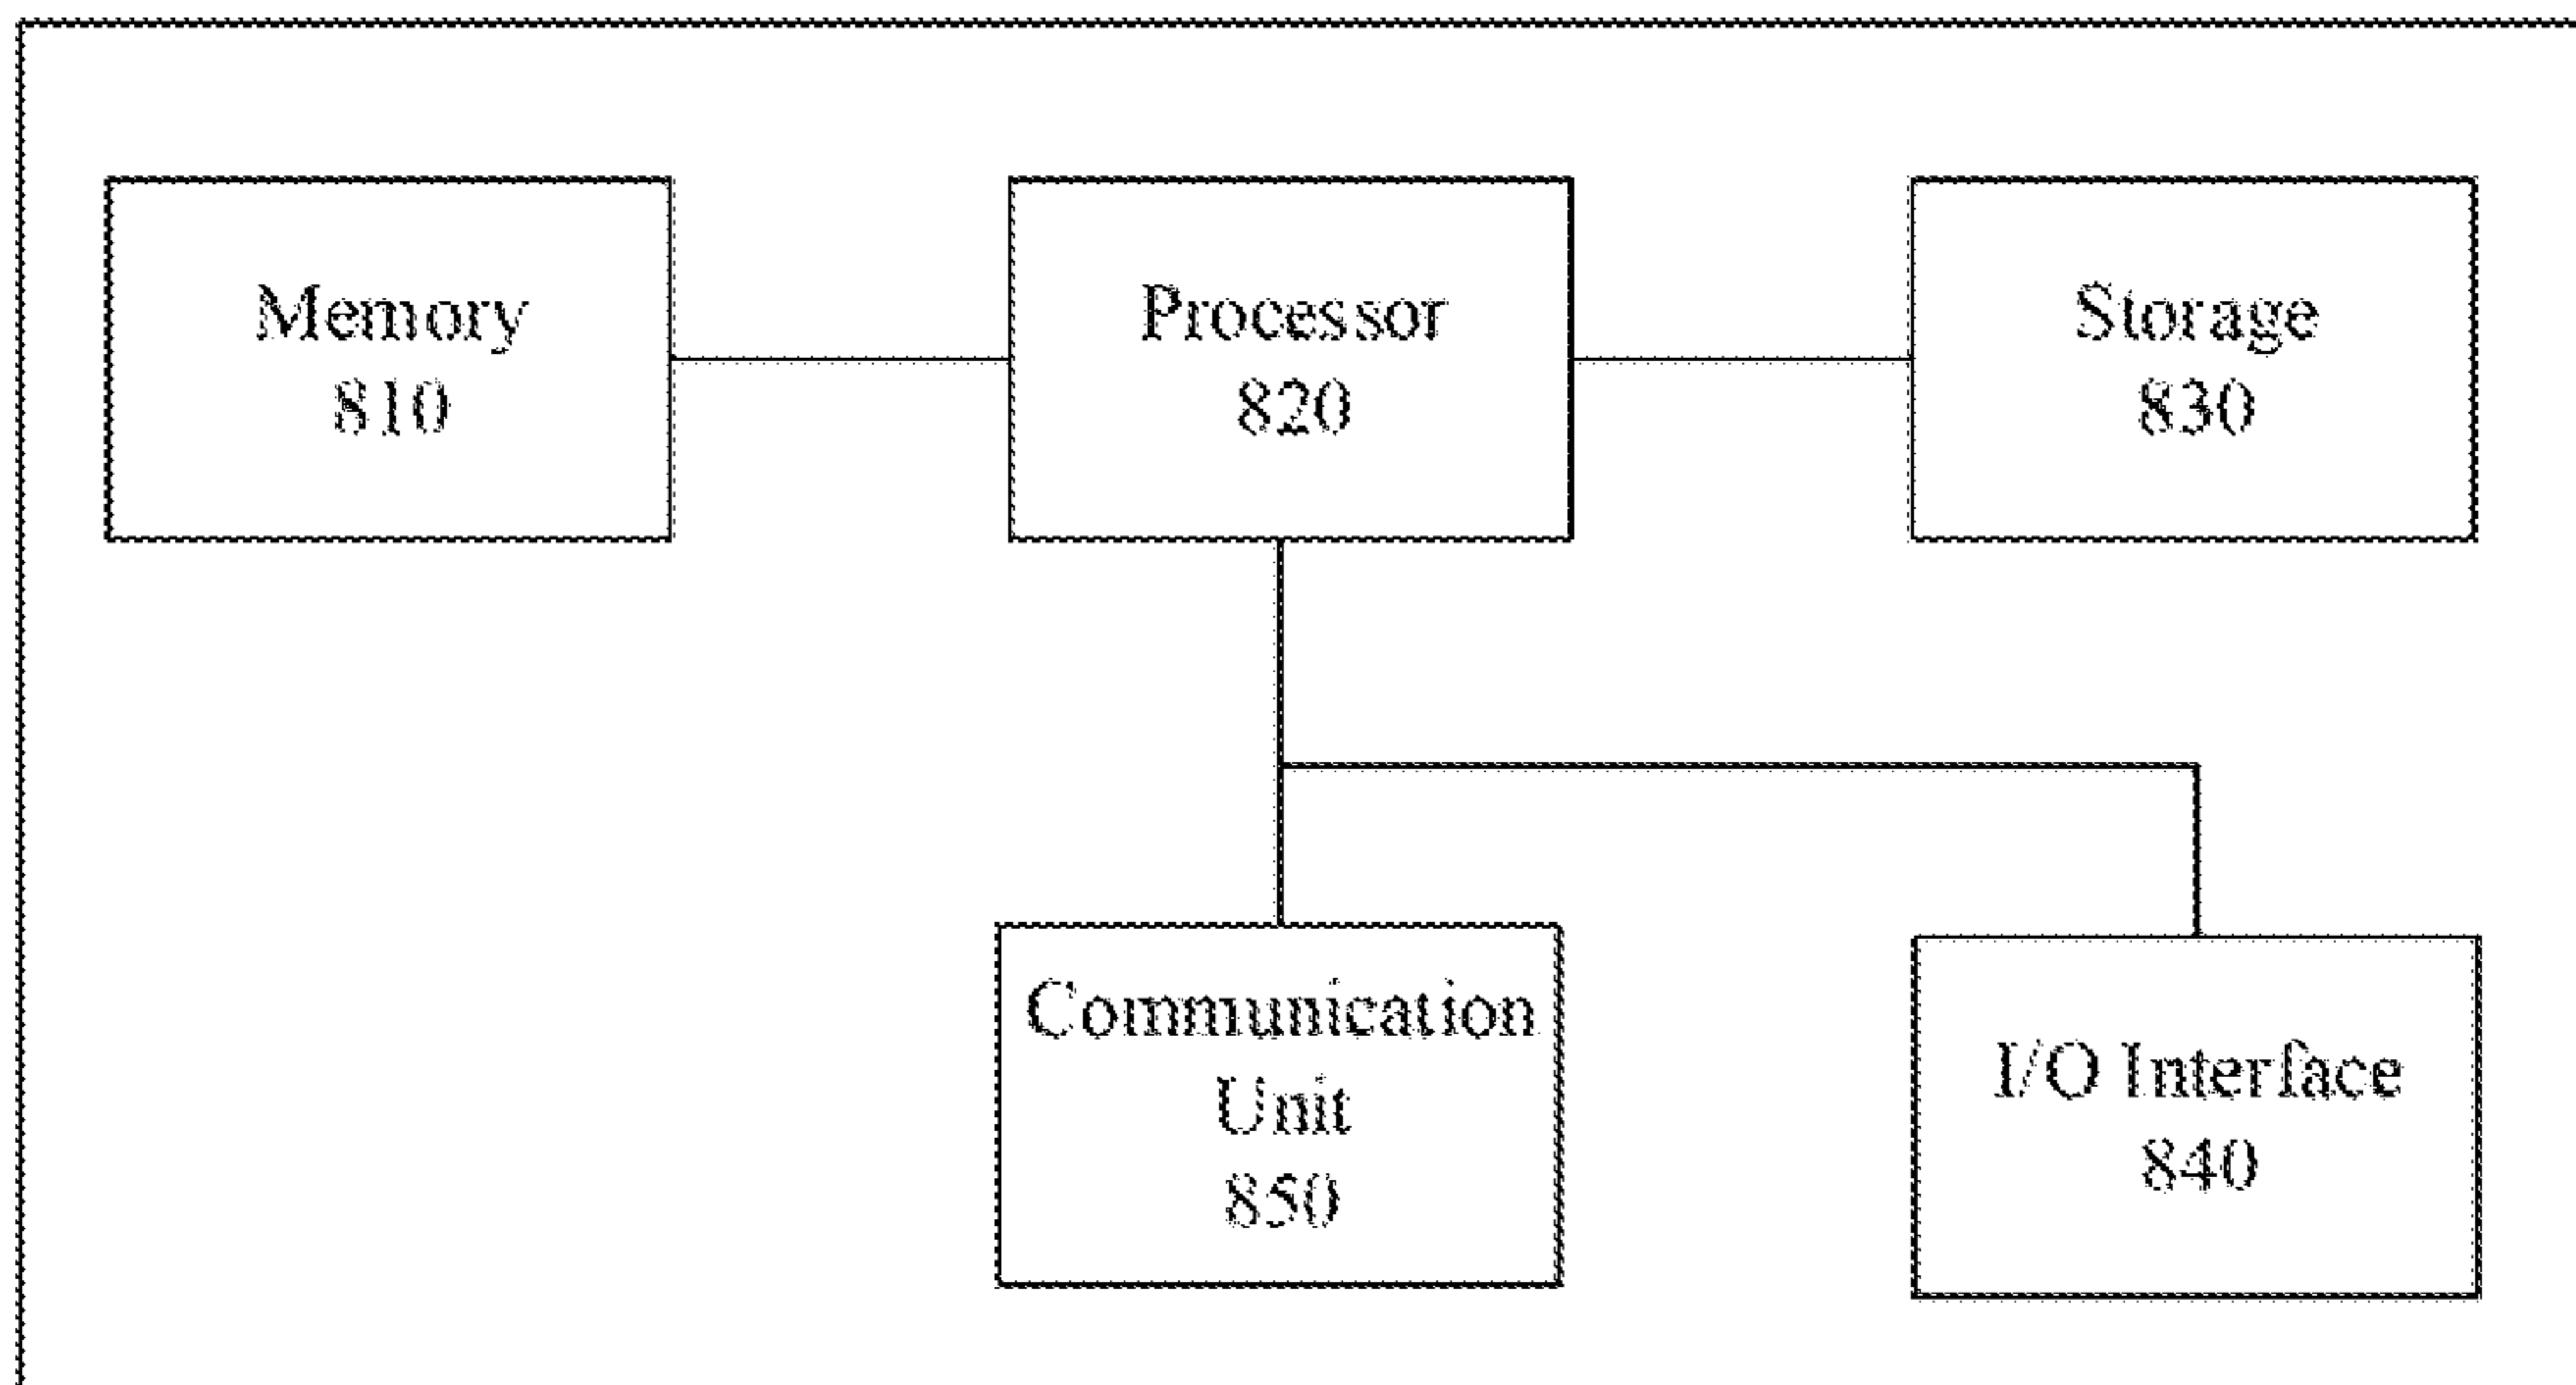 Memory
810
Processor
820
Storage
830
Communication
Unit
850
I/O Interface
840